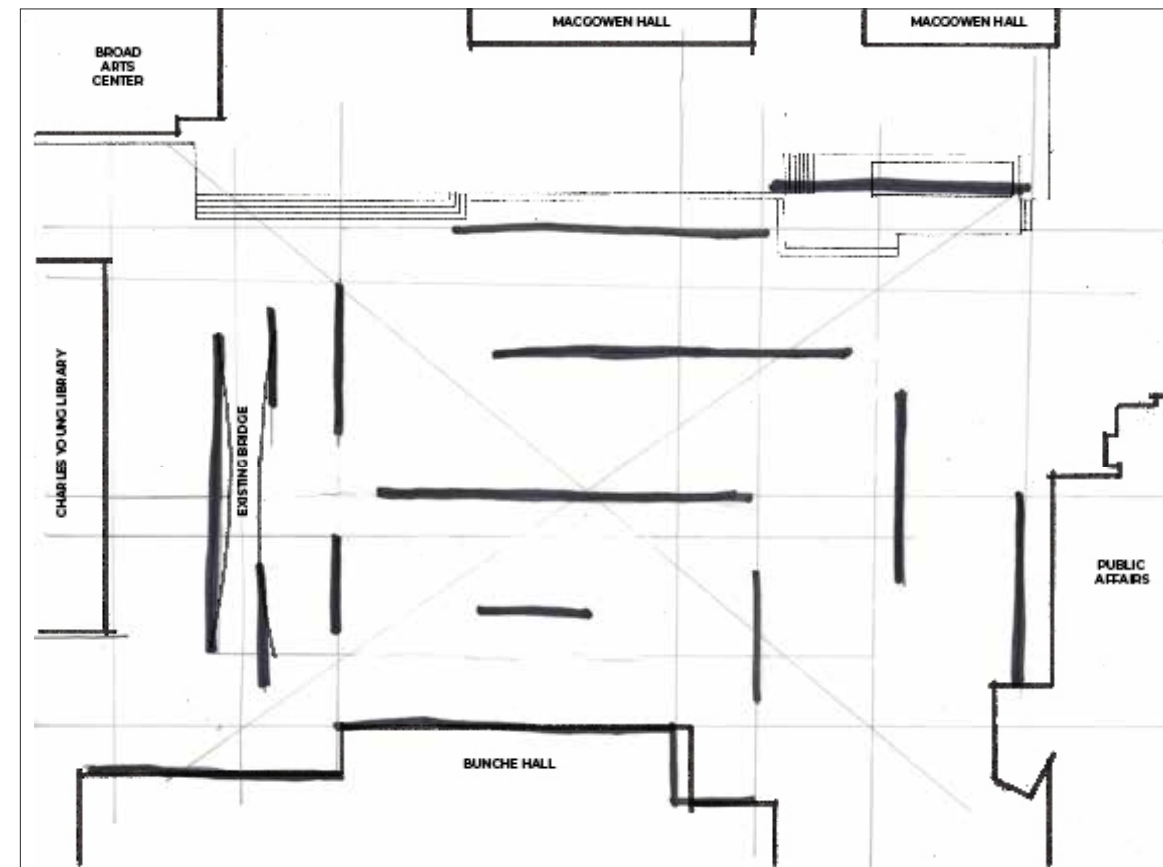 MACGOWEN HALL
MACGOWEN HALL
BROAD
ARTS
CENTER
CHARLES YOUNG LIBRARY
EXISTING BRIDGE
PUBLIC
AFFAIRS
BUNCHE HALL